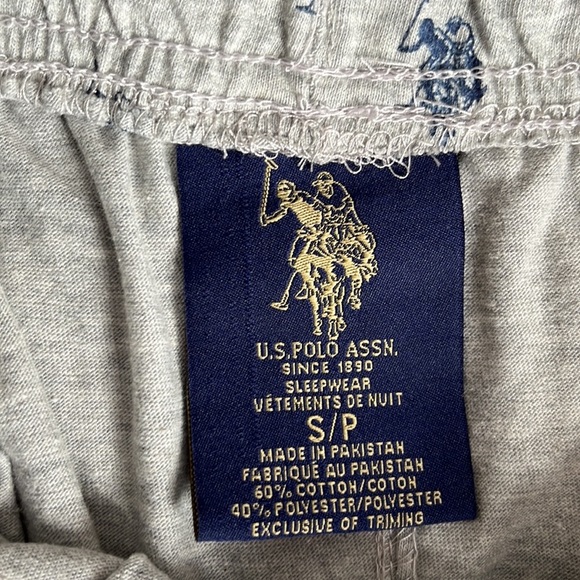 U.S. POLO ASSN.
SINCE 1890
SLEEPWEAR
VÊTEMENTS DE NUIT
S/P
MADE IN PAKISTAN
FABRIQUE AU PAKISTAN
60% COTTON/COTON
40% POLYESTER/POLYESTER
EXCLUSIVE OF TRIMING